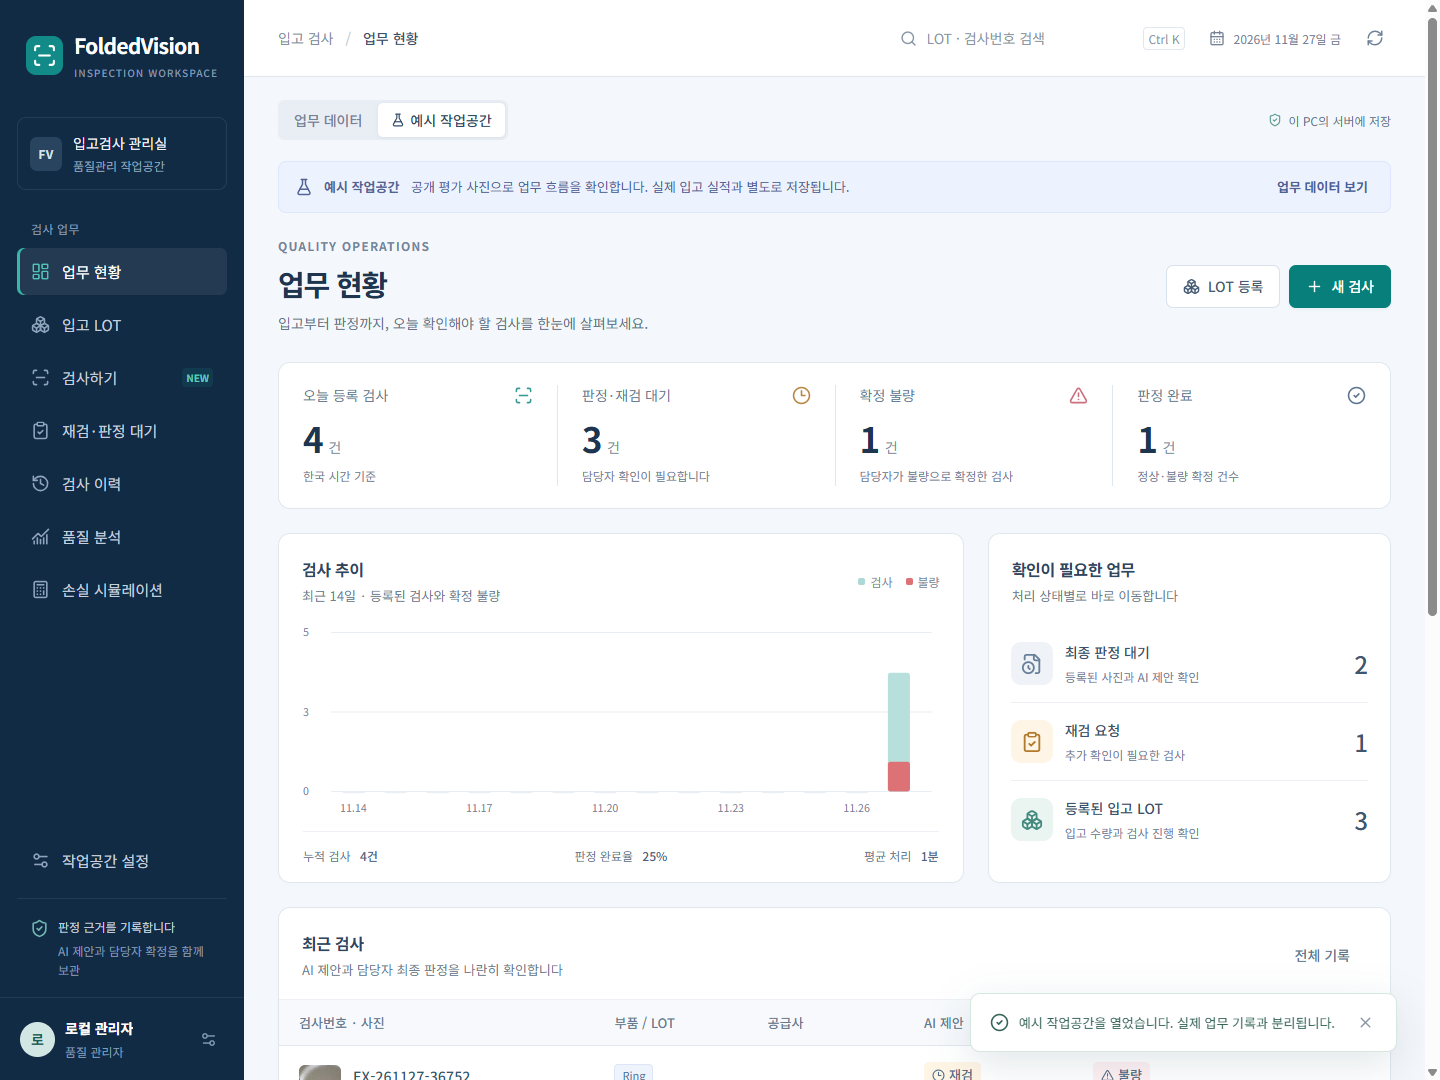 FoldedVision
INSPECTION WORKSPACE
FV
입고검사 관리실
품질관리 작업공간
검사 업무
업무 현황
입고 LOT
검사하기
NEW
재검·판정 대기
검사 이력
품질 분석
손실 시뮬레이션
작업공간 설정
판정 근거를 기록합니다
AI 제안과 담당자 확정을 함께
보관
로
로컬 관리자
품질 관리자
입고 검사 / 업무 현황
LOT · 검사번호 검색
Ctrl K
2026년 11월 27일 금
업무 데이터
예시 작업공간
이 PC의 서버에 저장
예시 작업공간 공개 평가 사진으로 업무 흐름을 확인합니다. 실제 입고 실적과 별도로 저장됩니다.
업무 데이터 보기
QUALITY OPERATIONS
업무 현황
입고부터 판정까지, 오늘 확인해야 할 검사를 한눈에 살펴보세요.
LOT 등록
새 검사
오늘 등록 검사
4 건
한국 시간 기준
판정·재검 대기
3 건
담당자 확인이 필요합니다
확정 불량
1 건
담당자가 불량으로 확정한 검사
판정 완료
1 건
정상·불량 확정 건수
검사 추이
최근 14일 · 등록된 검사와 확정 불량
검사
불량
5
3
0
11.14
11.17
11.20
11.23
11.26
누적 검사 4건
판정 완료율 25%
평균 처리 1분
확인이 필요한 업무
처리 상태별로 바로 이동합니다
최종 판정 대기
등록된 사진과 AI 제안 확인
2
재검 요청
추가 확인이 필요한 검사
1
등록된 입고 LOT
입고 수량과 검사 진행 확인
3
최근 검사
AI 제안과 담당자 최종 판정을 나란히 확인합니다
전체 기록
검사번호 · 사진
부품 / LOT
공급사
AI 제안
예시 작업공간을 열었습니다. 실제 업무 기록과 분리됩니다.
EX-261127-36752
Ring
재검
불량